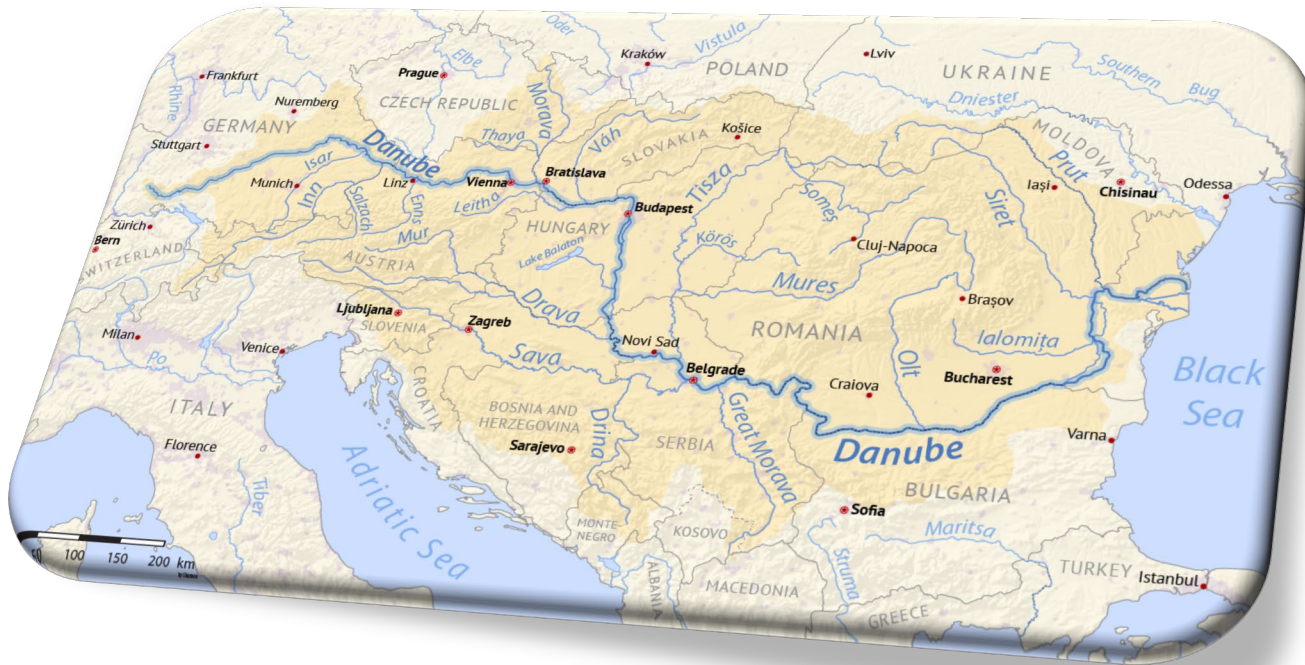 Oder
Kraków
Vistula
Lviv
Elbe
Prague
Frankfurt
POLAND
UKRAINE
Southern
Bug
Rhine
Nuremberg
CZECH REPUBLIC
Morava
Dniester
GERMANY
Stuttgart
Danube
Thaya
Váh
SLOVAKIA
Košice
MOLDOVA
Isar
Munich
Inn
Salzach
Linz
Enns
Vienna
Bratislava
Leitha
Tisza
Someș
Siret
Iași
Prut
Chisinau
Odessa
Zürich
Bern
WITZERLAND
AUSTRIA
Mur
HUNGARY
Budapest
Lake Balaton
Körös
Cluj-Napoca
Mures
Brașov
Ljubljana
SLOVENIA
Zagreb
Drava
Milan
Po
Venice
Sava
Novi Sad
ROMANIA
Olt
Ialomița
Belgrade
Craiova
Bucharest
Black
Sea
ITALY
CROATIA
BOSNIA AND
HERZEGOVINA
Drina
SERBIA
Great Morava
Danube
Varna
Florence
Sarajevo
Adriatic Sea
Tiber
BULGARIA
MONTE-
NEGRO
KOSOVO
Sofia
Maritsa
50 100 150 200 km
ALBANIA
MACEDONIA
Struma
GREECE
TURKEY
Istanbul